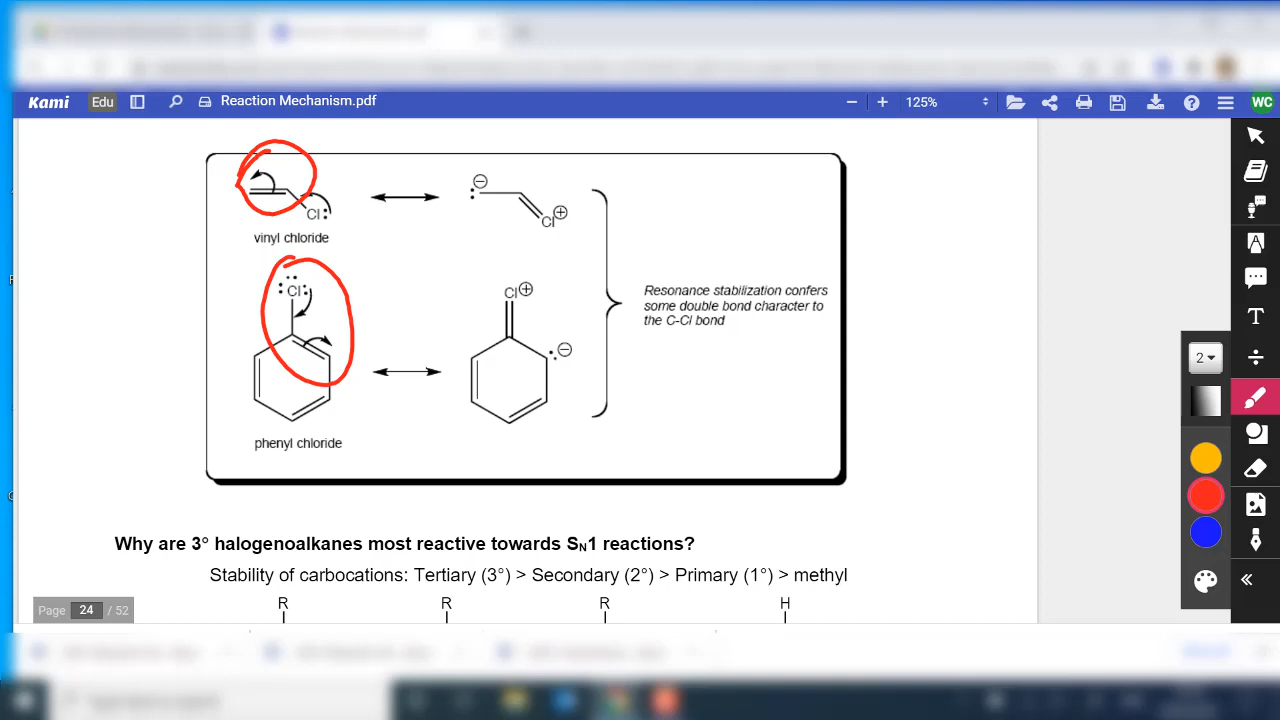 Kami Edu Reaction Mechanism.pdf 125% WC
Cl
vinyl chloride
Cl
Cl
phenyl chloride
Cl
Resonance stabilization confers
some double bond character to
the C-Cl bond
2
T
Why are 3° halogenoalkanes most reactive towards SN1 reactions?
Stability of carbocations: Tertiary (3°) > Secondary (2°) > Primary (1°) > methyl
R R R H
Page 24 / 52